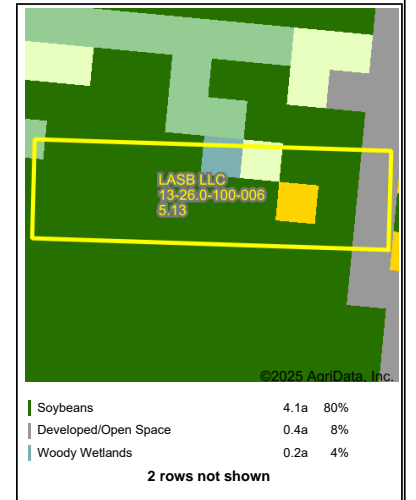 LASB LLC
13-26.0-100-006
5.13
©2025 AgriData, Inc.
Soybeans 4.1a 80%
Developed/Open Space 0.4a 8%
Woody Wetlands 0.2a 4%
2 rows not shown